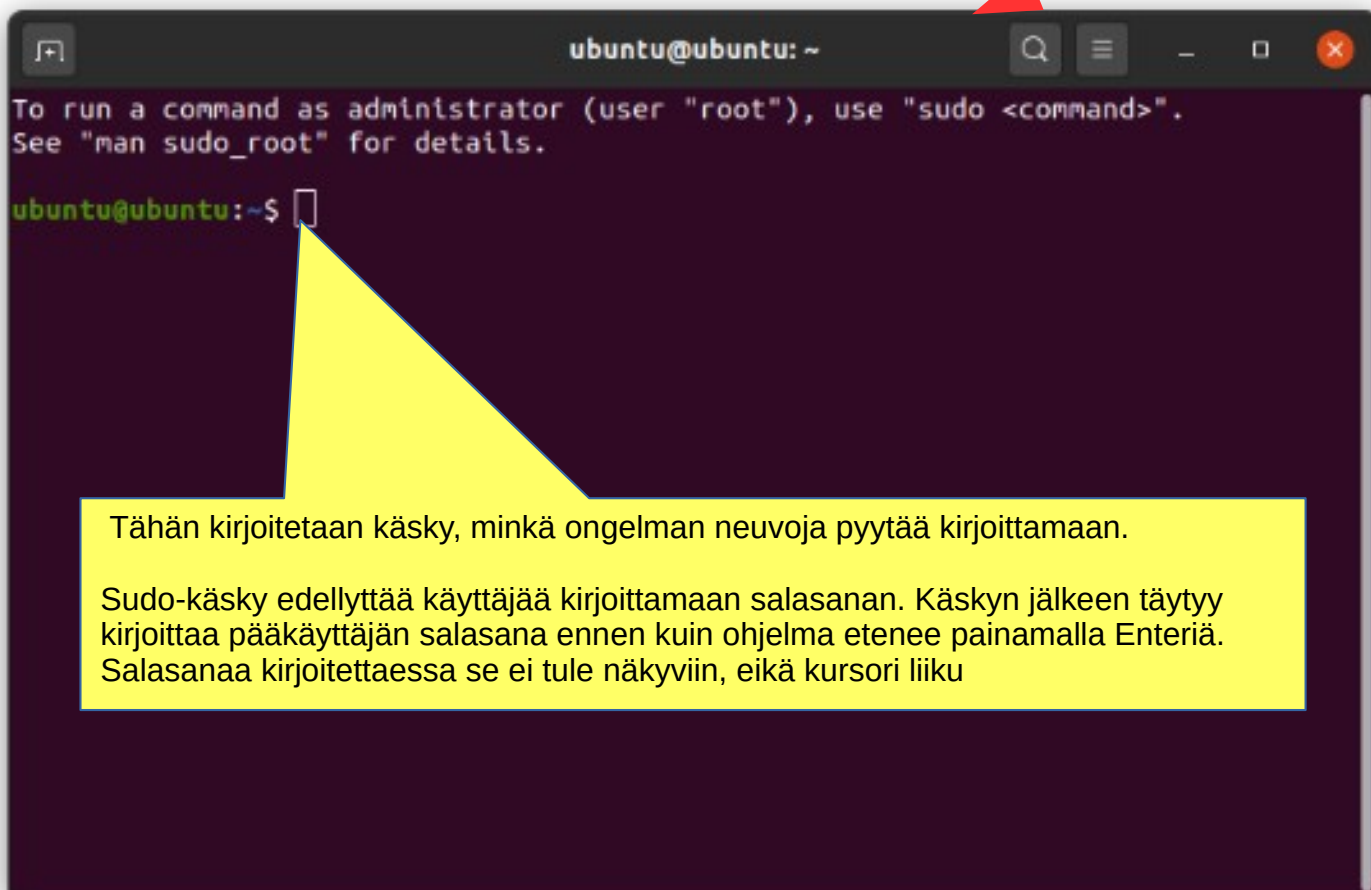 ubuntu@ubuntu: ~
To run a command as administrator (user "root"), use "sudo <command>".
See "man sudo_root" for details.
ubuntu@ubuntu:~$
Tähän kirjoitetaan käsky, minkä ongelman neuvoja pyytää kirjoittamaan.
Sudo-käsky edellyttää käyttäjää kirjoittamaan salasanan. Käskyn jälkeen täytyy
kirjoittaa pääkäyttäjän salasana ennen kuin ohjelma etenee painamalla Enteriä.
Salasanaa kirjoitettaessa se ei tule näkyviin, eikä kursori liiku